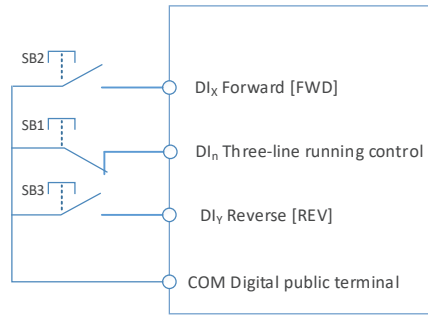 SB2
DIX Forward [FWD]
SB1
DIn Three-line running control
SB3
DIY Reverse [REV]
COM Digital public terminal